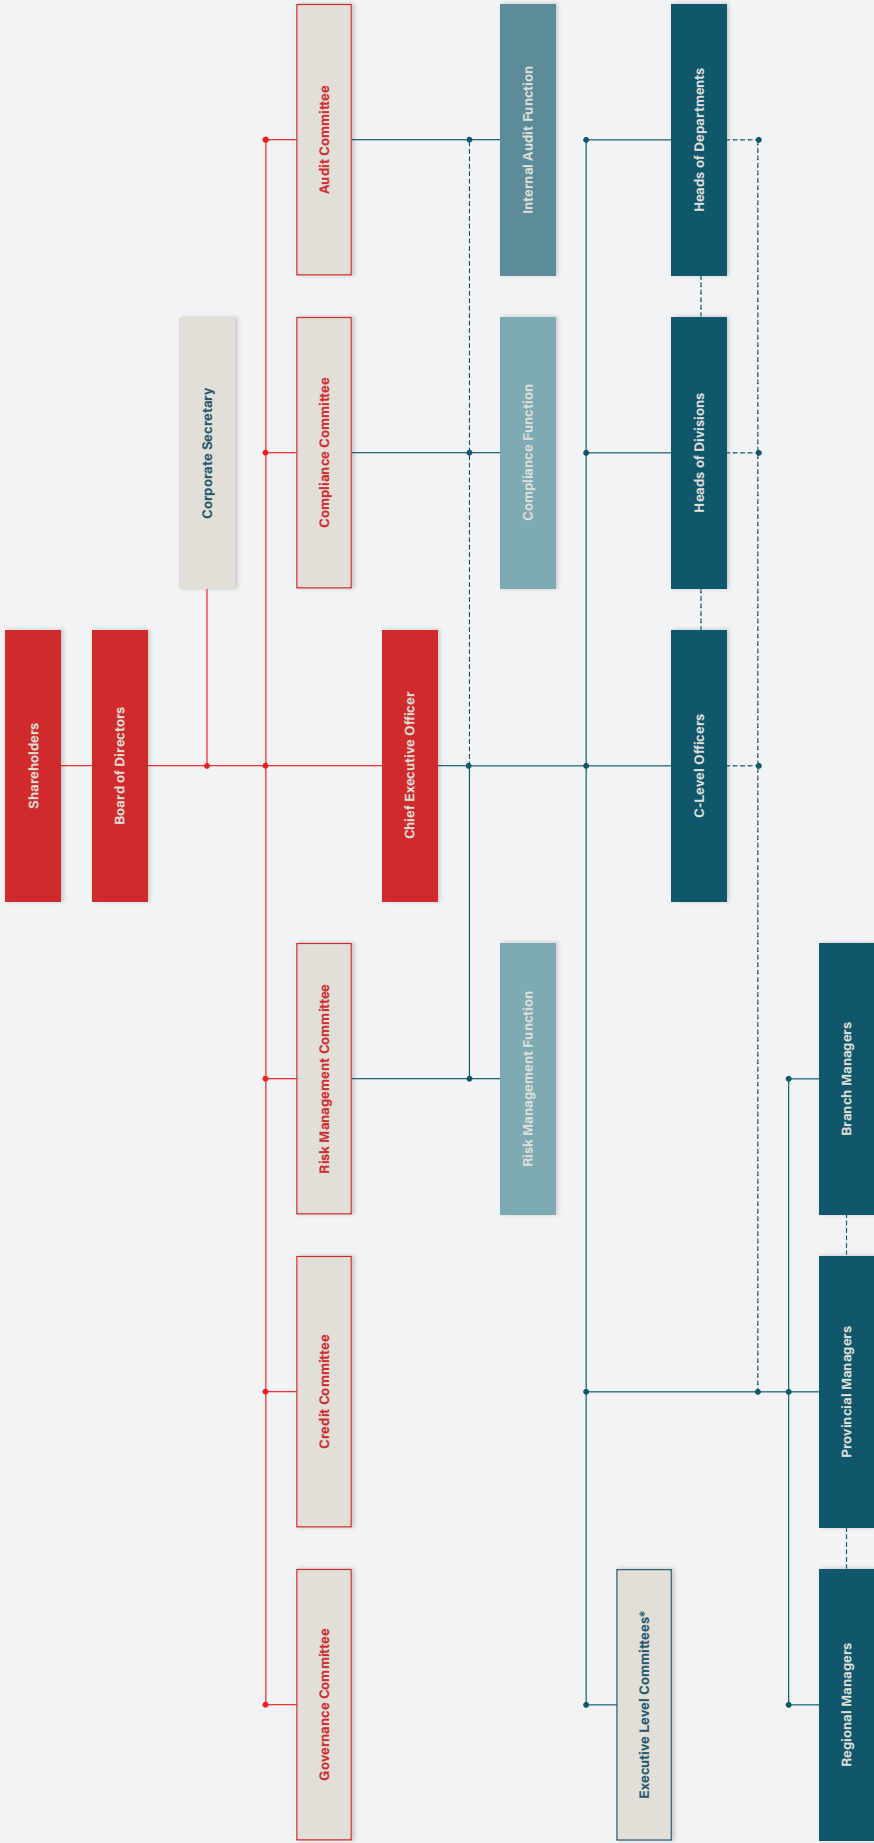 Shareholders
Board of Directors
Corporate Secretary
Governance Committee
Credit Committee
Risk Management Committee
Compliance Committee
Audit Committee
Chief Executive Officer
Risk Management Function
Compliance Function
Internal Audit Function
Executive Level Committees*
C-Level Officers
Heads of Divisions
Heads of Departments
Regional Managers
Provincial Managers
Branch Managers